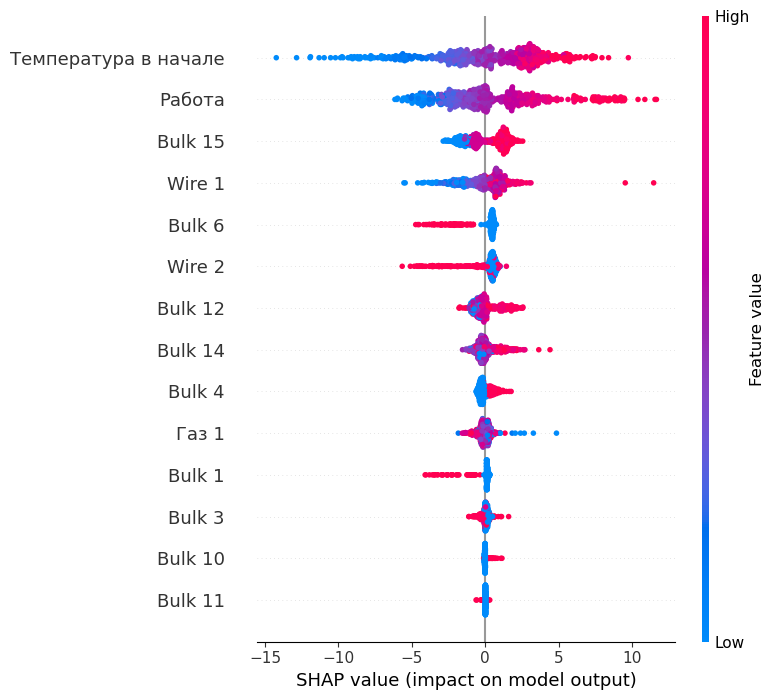 High
Температура в начале
Работа
Bulk 15
Wire 1
Bulk 6
Wire 2
Bulk 12
Bulk 14
Bulk 4
Газ 1
Bulk 1
Bulk 3
Bulk 10
Bulk 11
Low
Feature value
−15 −10 −5 0 5 10
SHAP value (impact on model output)